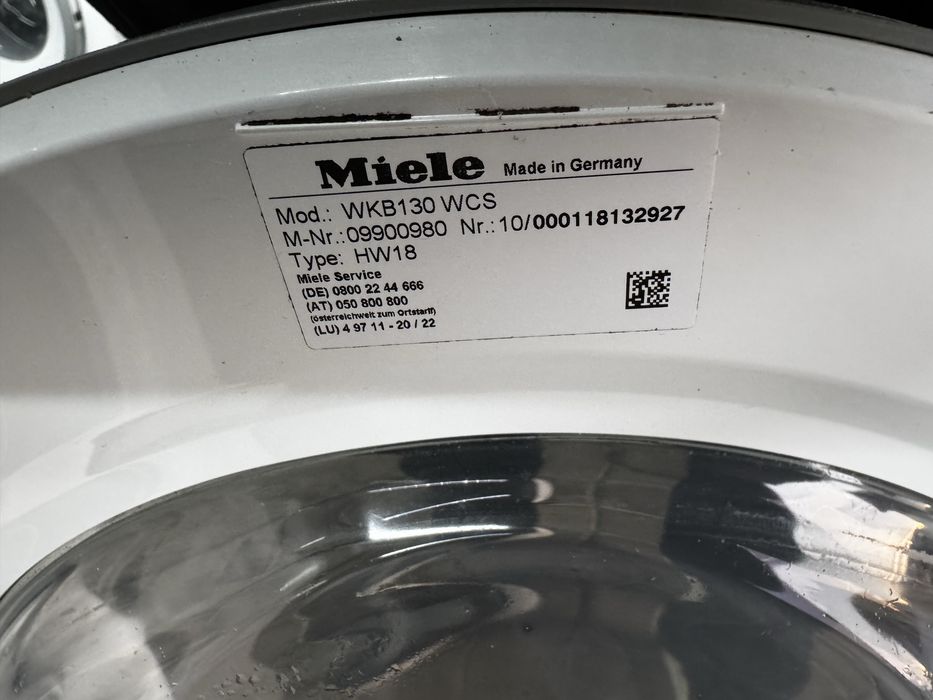 Miele Made in Germany
Mod.: WKB130 WCS
M-Nr.:09900980 Nr.:10/000118132927
Type: HW18
Miele Service
(DE) 0800 22 44 666
(AT) 050 800 800
(österreichweit zum Ortstarif)
(LU) 4 97 11 - 20 / 22